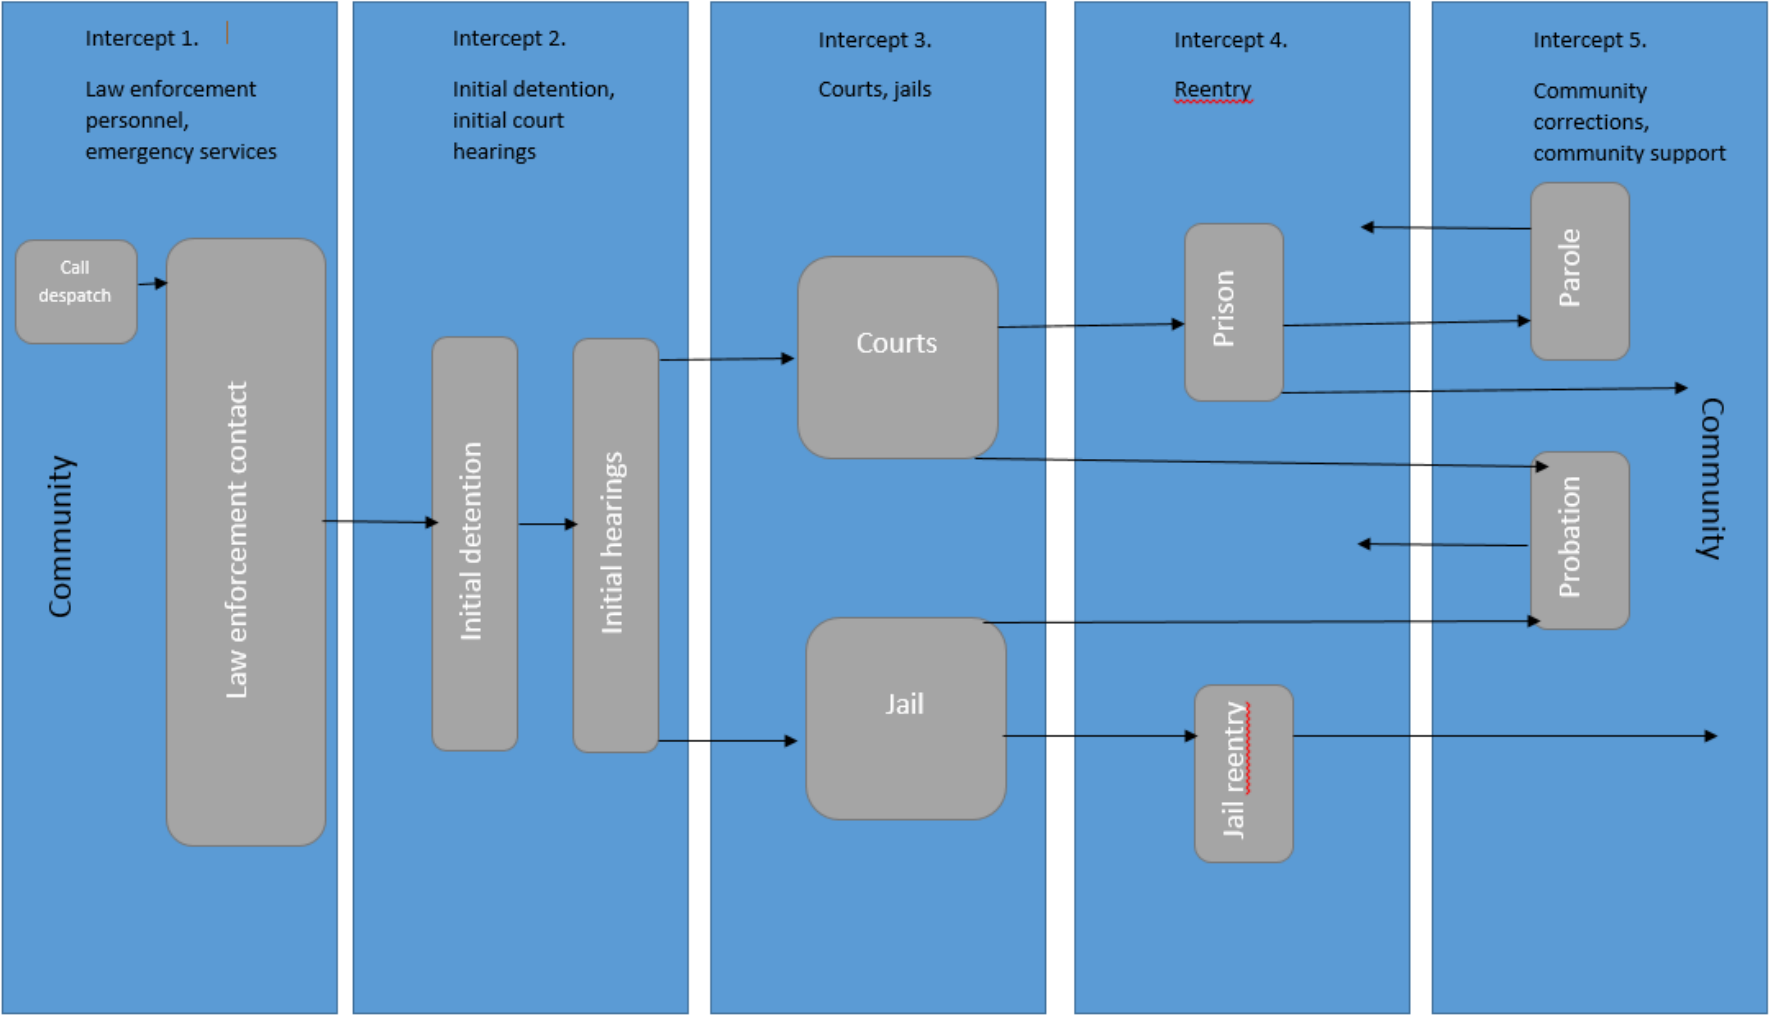 Intercept 1.
Law enforcement
personnel,
emergency services
Call
despatch
Law enforcement contact
Community
Intercept 2.
Initial detention,
initial court
hearings
Initial detention
Initial hearings
Intercept 3.
Courts, jails
Courts
Jail
Intercept 4.
Reentry
Prison
Jail reentry
Intercept 5.
Community
corrections,
community support
Parole
Probation
Community